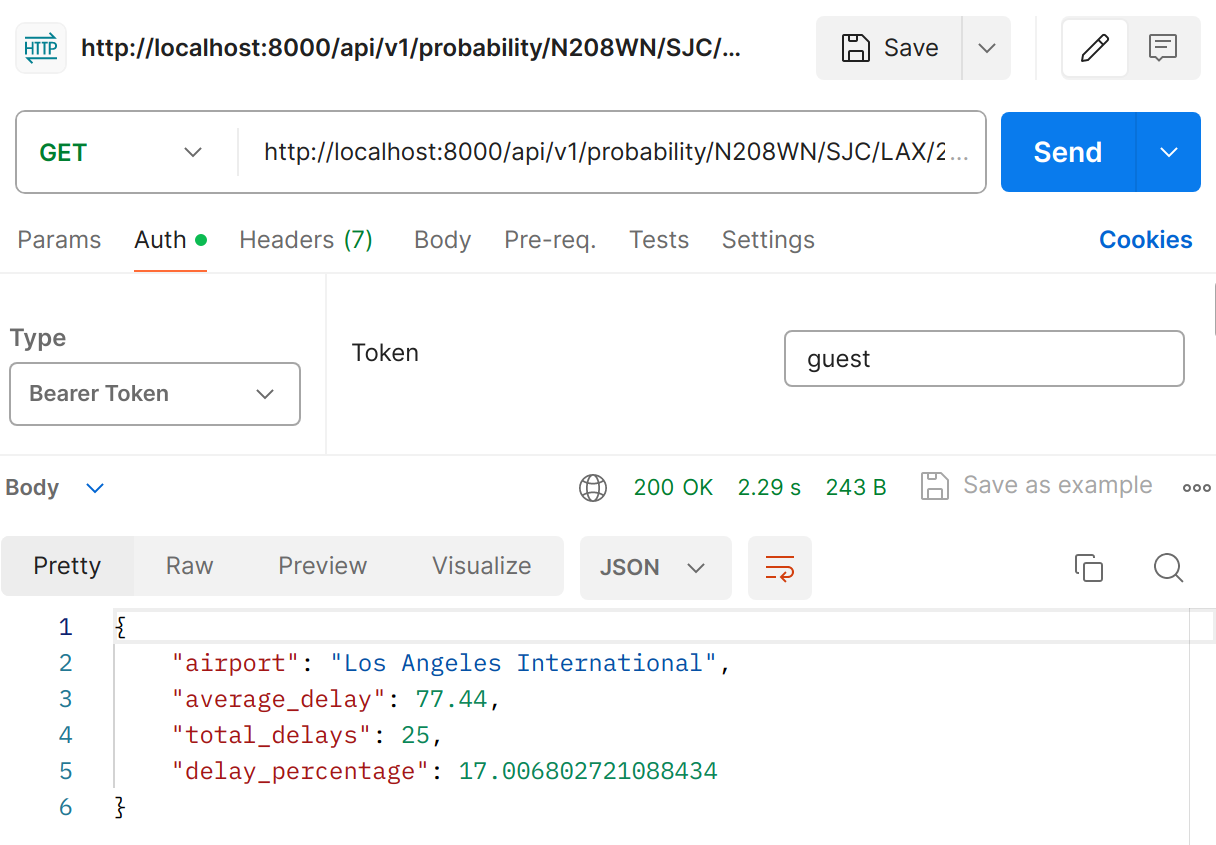 HTTP http://localhost:8000/api/v1/probability/N208WN/SJC/... Save
GET http://localhost:8000/api/v1/probability/N208WN/SJC/LAX/2... Send
Params Auth Headers (7) Body Pre-req. Tests Settings Cookies
Type
Token guest
Bearer Token
Body 200 OK 2.29 s 243 B Save as example
Pretty Raw Preview Visualize JSON
1 {
2 "airport": "Los Angeles International",
3 "average_delay": 77.44,
4 "total_delays": 25,
5 "delay_percentage": 17.006802721088434
6 }